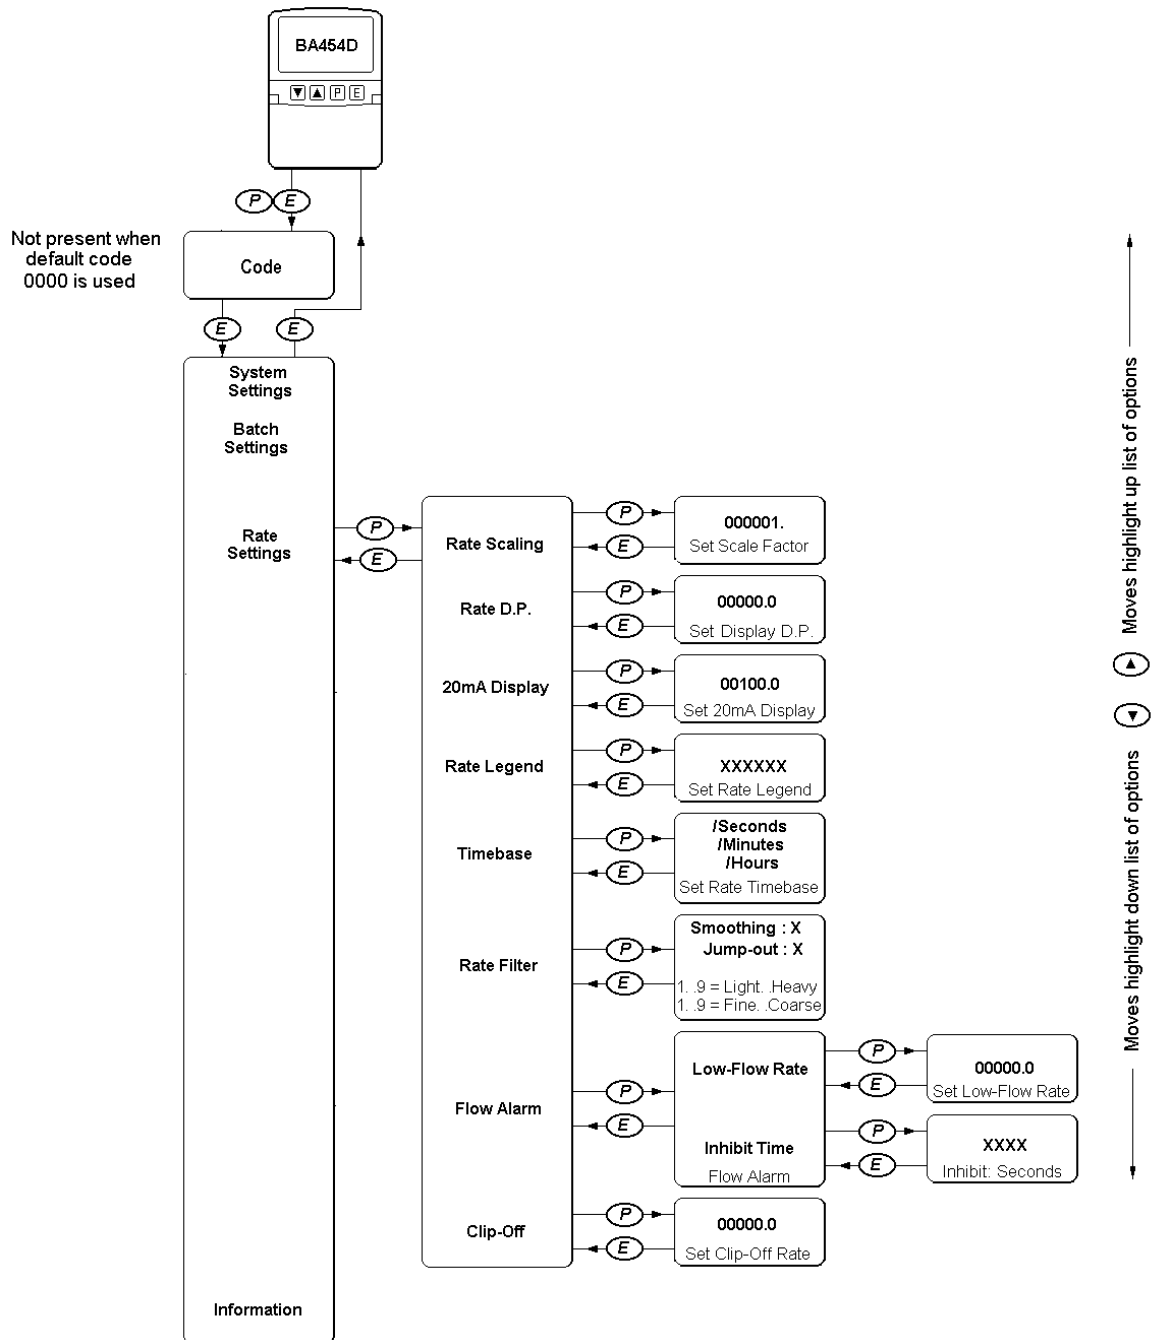 BA454D
P E
P E
Not present when
default code
0000 is used
Code
E E
System
Settings
Batch
Settings
Rate
Settings
P
E
Rate Scaling
P
E
000001.
Set Scale Factor
Rate D.P.
P
E
00000.0
Set Display D.P.
20mA Display
P
E
00100.0
Set 20mA Display
Rate Legend
P
E
XXXXXX
Set Rate Legend
Timebase
P
E
/Seconds
/Minutes
/Hours
Set Rate Timebase
Rate Filter
P
E
Smoothing : X
Jump-out : X
1. .9 = Light. .Heavy
1. .9 = Fine. .Coarse
Flow Alarm
P
E
Low-Flow Rate
P
E
00000.0
Set Low-Flow Rate
Inhibit Time
Flow Alarm
P
E
XXXX
Inhibit: Seconds
Clip-Off
P
E
00000.0
Set Clip-Off Rate
Information
Moves highlight up list of options
Moves highlight down list of options